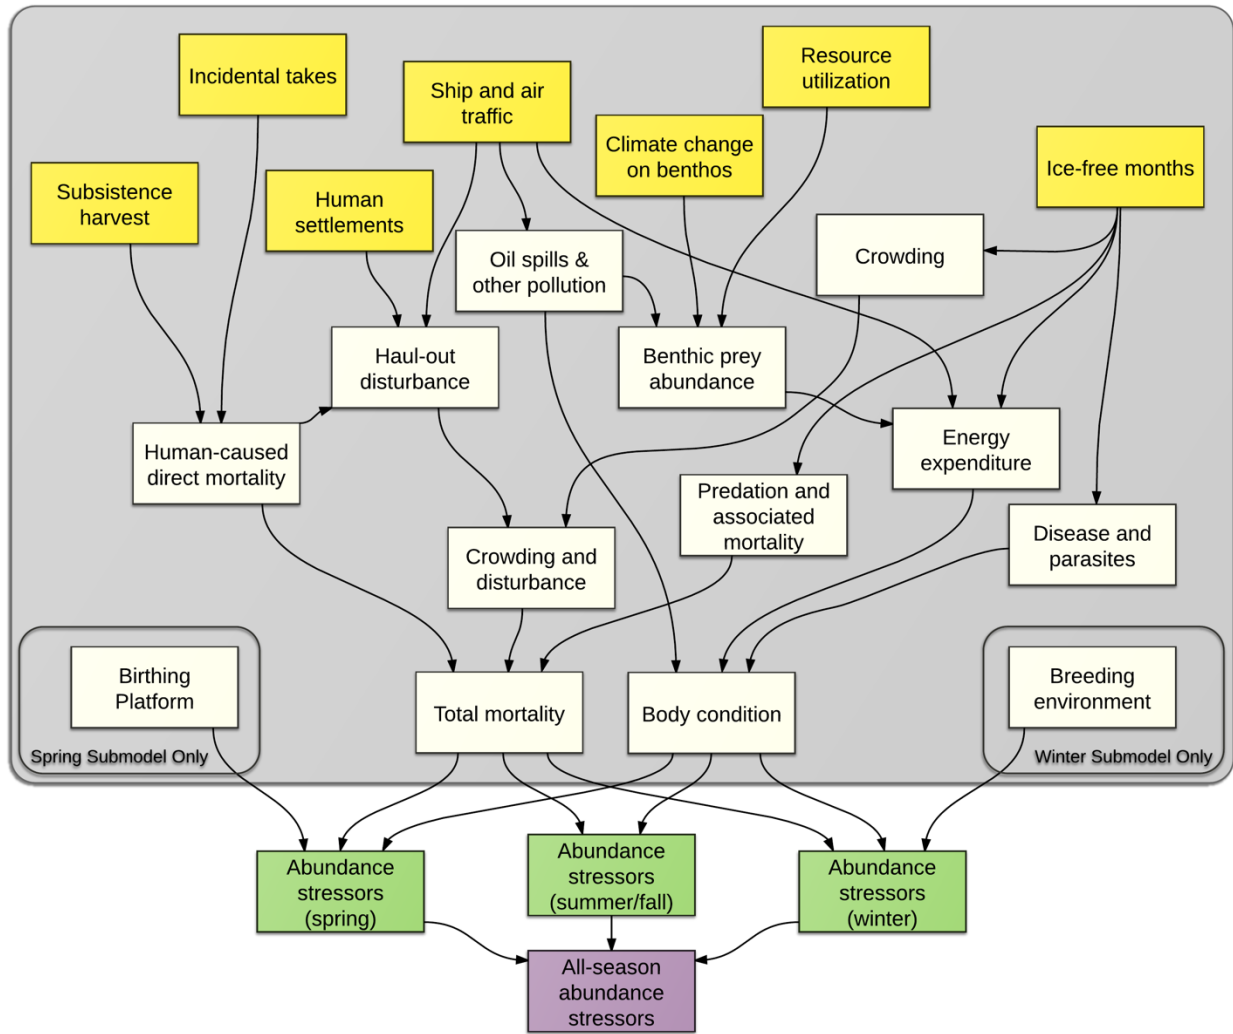 Incidental takes
Ship and air
traffic
Resource
utilization
Climate change
on benthos
Ice-free months
Subsistence
harvest
Human
settlements
Oil spills &
other pollution
Crowding
Haul-out
disturbance
Benthic prey
abundance
Human-caused
direct mortality
Energy
expenditure
Predation and
associated
mortality
Crowding and
disturbance
Disease and
parasites
Birthing
Platform
Spring Submodel Only
Total mortality
Body condition
Breeding
environment
Winter Submodel Only
Abundance
stressors
(spring)
Abundance
stressors
(summer/fall)
Abundance
stressors
(winter)
All-season
abundance
stressors